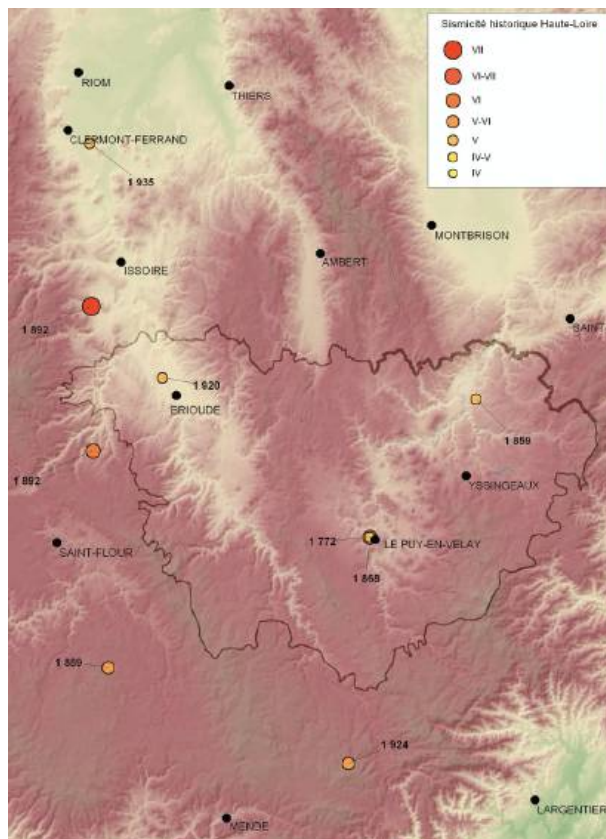 Sismicité historique Haute-Loire
VII
VI-VII
VI
V-VI
V
IV-V
IV
RIOM
THIERS
CLERMONT-FERRAND
1 935
MONTBRISON
AMBERT
ISSOIRE
SAINT
1 892
1 920
BRIOUDE
1 859
1 892
YSSINGEAUX
SAINT-FLOUR
1 772
LE PUY-EN-VELAY
1 868
1 889
1 924
LARGENTIER
MENDE